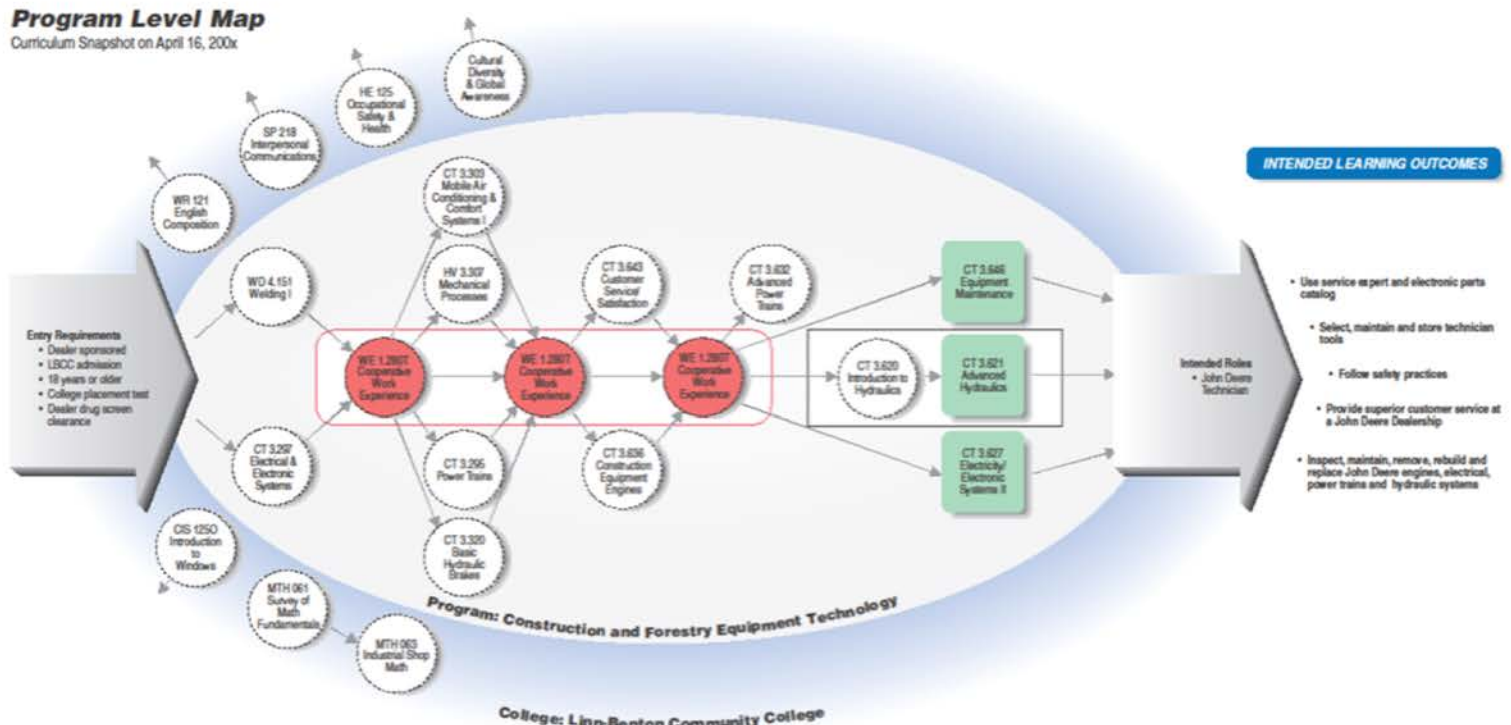 Program Level Map
Curriculum Snapshot on April 16, 200x
Cultural
Diversity
& Global
Awareness
HE 125
Occupational
Safety &
Health
SP 218
Interpersonal
Communications
WR 121
English
Composition
INTENDED LEARNING OUTCOMES
CT 3.303
Mobile Air
Conditioning &
Comfort
Systems I
WD 4.151
Welding I
HV 3.307
Mechanical
Processes
CT 3.643
Customer
Service/
Satisfaction
CT 3.632
Advanced
Power
Trains
CT 3.646
Equipment
Maintenance
Entry Requirements
• Dealer sponsored
• LBCC admission
• 18 years or older
• College placement test
• Dealer drug screen
clearance
WE 1.280T
Cooperative
Work
Experience
WE 1.280T
Cooperative
Work
Experience
WE 1.280T
Cooperative
Work
Experience
CT 3.620
Introduction to
Hydraulics
CT 3.621
Advanced
Hydraulics
Intended Roles
• John Deere
Technician
• Use service expert and electronic parts
catalog
• Select, maintain and store technician
tools
• Follow safety practices
• Provide superior customer service at
a John Deere Dealership
• Inspect, maintain, remove, rebuild and
replace John Deere engines, electrical,
power trains and hydraulic systems
CT 3.297
Electrical &
Electronic
Systems
CT 3.295
Power Trains
CT 3.636
Construction
Equipment
Engines
CT 3.627
Electricity/
Electronic
Systems II
CIS 125O
Introduction
to
Windows
CT 3.320
Basic
Hydraulic
Brakes
MTH 061
Survey of
Math
Fundamentals
MTH 063
Industrial Shop
Math
Program: Construction and Forestry Equipment Technology
College: Linn-Benton Community College